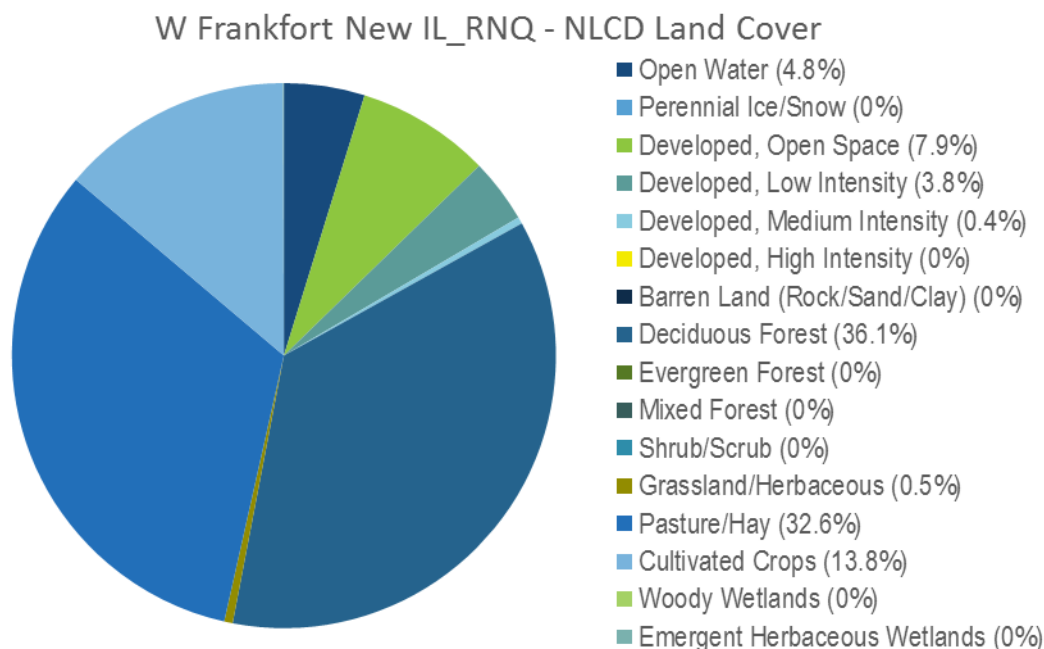 W Frankfort New IL_RNQ - NLCD Land Cover
Open Water (4.8%)
Perennial Ice/Snow (0%)
Developed, Open Space (7.9%)
Developed, Low Intensity (3.8%)
Developed, Medium Intensity (0.4%)
Developed, High Intensity (0%)
Barren Land (Rock/Sand/Clay) (0%)
Deciduous Forest (36.1%)
Evergreen Forest (0%)
Mixed Forest (0%)
Shrub/Scrub (0%)
Grassland/Herbaceous (0.5%)
Pasture/Hay (32.6%)
Cultivated Crops (13.8%)
Woody Wetlands (0%)
Emergent Herbaceous Wetlands (0%)